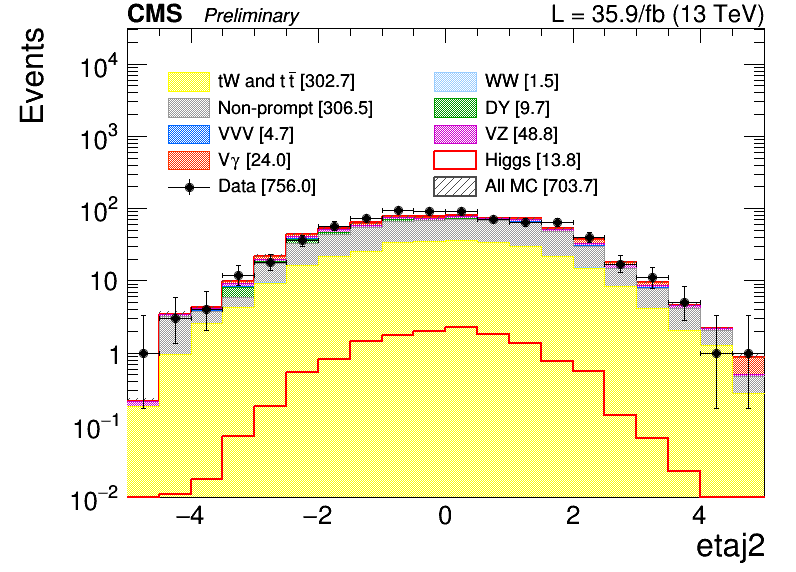 CMS Preliminary L = 35.9/fb (13 TeV)
Events
10⁴
10³
10²
10
1
10⁻¹
10⁻²
tW and t t̅ [302.7] WW [1.5]
Non-prompt [306.5] DY [9.7]
VVV [4.7] VZ [48.8]
Vγ [24.0] Higgs [13.8]
Data [756.0] All MC [703.7]
−4 −2 0 2 4
etaj2